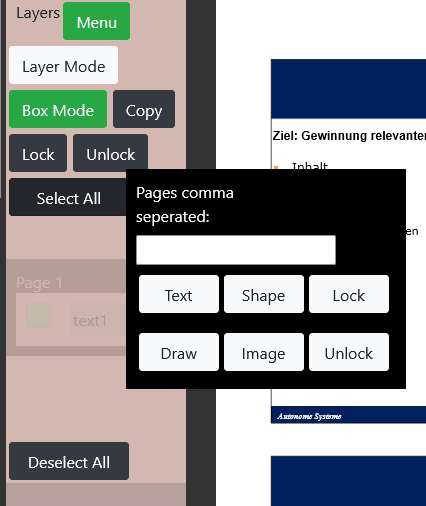 Layers
Menu
Layer Mode
Box Mode
Copy
Lock
Unlock
Select All
Page 1
text1
Deselect All
Pages comma
seperated:
Text
Shape
Lock
Draw
Image
Unlock
Ziel: Gewinnung relevanter
Inhalt
en
Autonome Systeme